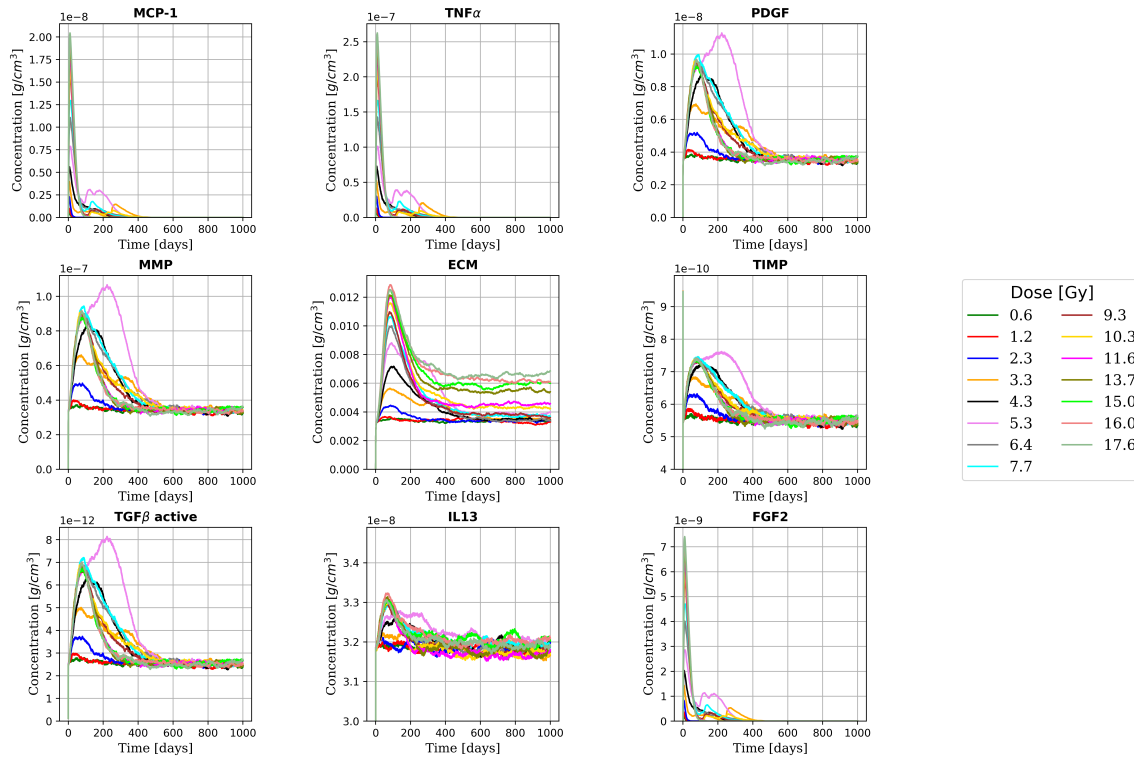 MCP-1
1e−8
Concentration [g/cm³]
2.00
1.75
1.50
1.25
1.00
0.75
0.50
0.25
0.00
0 200 400 600 800 1000
Time [days]
TNFα
1e−7
Concentration [g/cm³]
2.5
2.0
1.5
1.0
0.5
0.0
0 200 400 600 800 1000
Time [days]
PDGF
1e−8
Concentration [g/cm³]
1.0
0.8
0.6
0.4
0.2
0.0
0 200 400 600 800 1000
Time [days]
MMP
1e−7
Concentration [g/cm³]
1.0
0.8
0.6
0.4
0.2
0.0
0 200 400 600 800 1000
Time [days]
ECM
Concentration [g/cm³]
0.012
0.010
0.008
0.006
0.004
0.002
0.000
0 200 400 600 800 1000
Time [days]
TIMP
1e−10
Concentration [g/cm³]
9
8
7
6
5
4
0 200 400 600 800 1000
Time [days]
Dose [Gy]
0.6
1.2
2.3
3.3
4.3
5.3
6.4
7.7
9.3
10.3
11.6
13.7
15.0
16.0
17.6
TGFβ active
1e−12
Concentration [g/cm³]
8
7
6
5
4
3
2
1
0
0 200 400 600 800 1000
Time [days]
IL13
1e−8
Concentration [g/cm³]
3.4
3.3
3.2
3.1
3.0
0 200 400 600 800 1000
Time [days]
FGF2
1e−9
Concentration [g/cm³]
7
6
5
4
3
2
1
0
0 200 400 600 800 1000
Time [days]